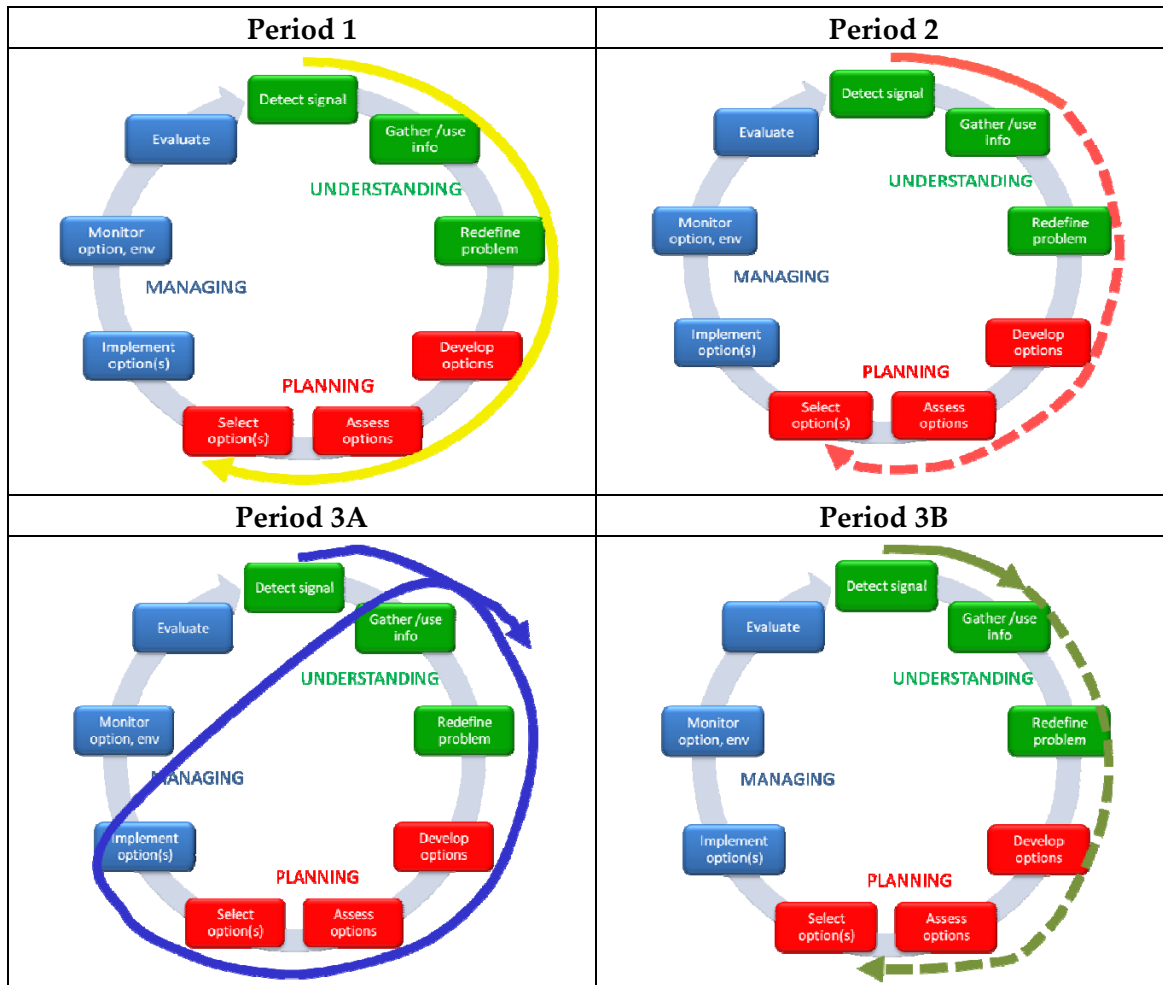 Period 1
Detect signal
Gather /use
info
UNDERSTANDING
Redefine
problem
Develop
options
PLANNING
Assess
options
Select
option(s)
Implement
option(s)
MANAGING
Monitor
option, env
Evaluate
Period 2
Detect signal
Gather /use
info
UNDERSTANDING
Redefine
problem
Develop
options
PLANNING
Assess
options
Select
option(s)
Implement
option(s)
MANAGING
Monitor
option, env
Evaluate
Period 3A
Detect signal
Gather /use
info
UNDERSTANDING
Redefine
problem
Develop
options
PLANNING
Assess
options
Select
option(s)
Implement
option(s)
MANAGING
Monitor
option, env
Evaluate
Period 3B
Detect signal
Gather /use
info
UNDERSTANDING
Redefine
problem
Develop
options
PLANNING
Assess
options
Select
option(s)
Implement
option(s)
MANAGING
Monitor
option, env
Evaluate